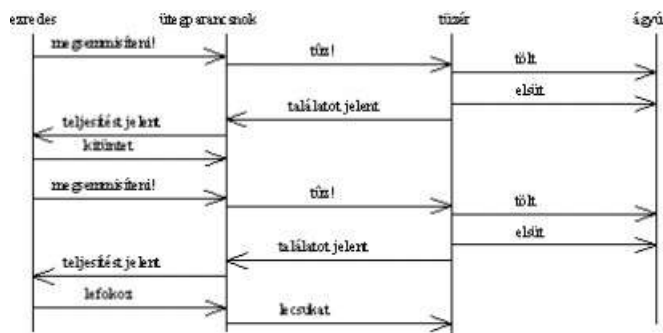 ezredes ütegparancsnok tüzér ágyú
megsemmisíteni!
tűz!
tölt
elsüt
találatot jelent
teljesítést jelent
kitüntet
megsemmisíteni!
tűz!
tölt
elsüt
találatot jelent
teljesítést jelent
lefokoz
lecsukat